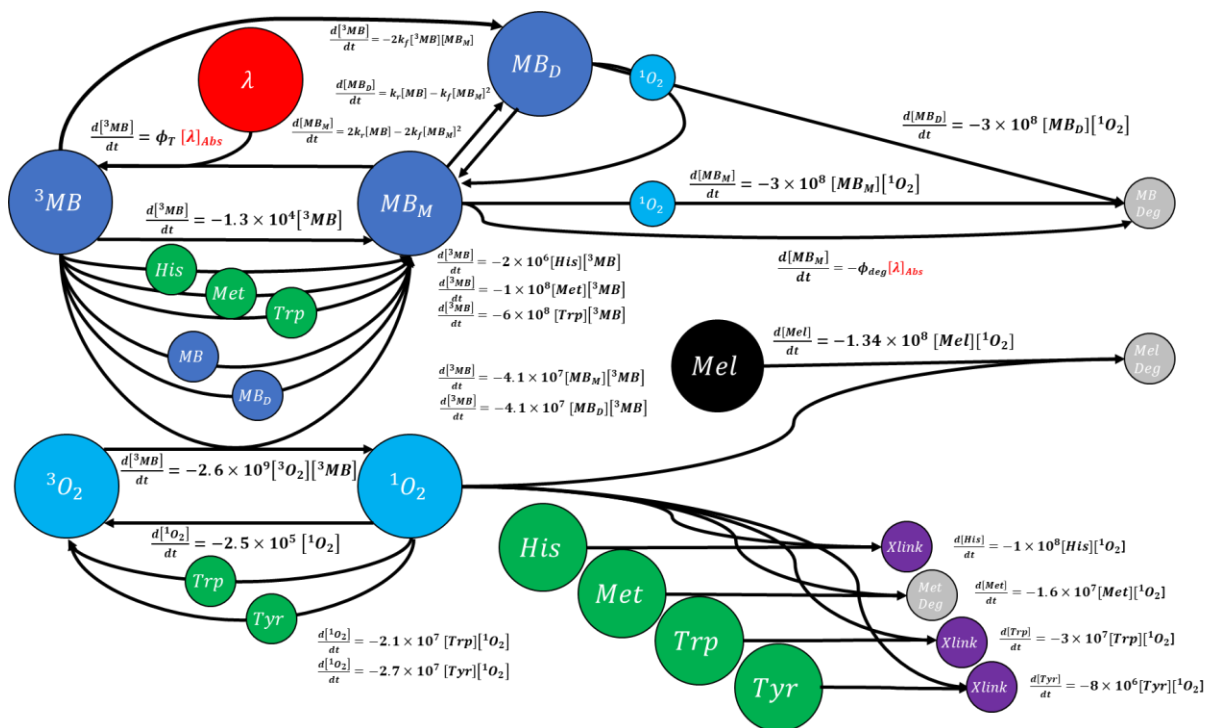 d[³MB]/dt = −2k_f[³MB][MB_M]
MB_D
λ
¹O₂
d[MB_D]/dt = k_r[MB] − k_f[MB_M]²
d[³MB]/dt = ϕ_T [λ]_Abs
d[MB_M]/dt = 2k_r[MB] − 2k_f[MB_M]²
d[MB_D]/dt = −3 × 10⁸ [MB_D][¹O₂]
³MB
MB_M
d[MB_M]/dt = −3 × 10⁸ [MB_M][¹O₂]
¹O₂
MB
Deg
d[³MB]/dt = −1.3 × 10⁴[³MB]
His
Met
Trp
d[³MB]/dt = −2 × 10⁶[His][³MB]
d[³MB]/dt = −1 × 10⁸[Met][³MB]
d[³MB]/dt = −6 × 10⁸ [Trp][³MB]
d[MB_M]/dt = −ϕ_deg[λ]_Abs
MB
MB_D
d[³MB]/dt = −4.1 × 10⁷[MB_M][³MB]
d[³MB]/dt = −4.1 × 10⁷ [MB_D][³MB]
Mel
d[Mel]/dt = −1.34 × 10⁸ [Mel][¹O₂]
Mel
Deg
³O₂
d[³MB]/dt = −2.6 × 10⁹[³O₂][³MB]
¹O₂
d[¹O₂]/dt = −2.5 × 10⁵ [¹O₂]
Trp
Tyr
d[¹O₂]/dt = −2.1 × 10⁷ [Trp][¹O₂]
d[¹O₂]/dt = −2.7 × 10⁷ [Tyr][¹O₂]
His
Xlink
d[His]/dt = −1 × 10⁸[His][¹O₂]
Met
Met
Deg
d[Met]/dt = −1.6 × 10⁷[Met][¹O₂]
Trp
Xlink
d[Trp]/dt = −3 × 10⁷[Trp][¹O₂]
Tyr
Xlink
d[Tyr]/dt = −8 × 10⁶[Tyr][¹O₂]